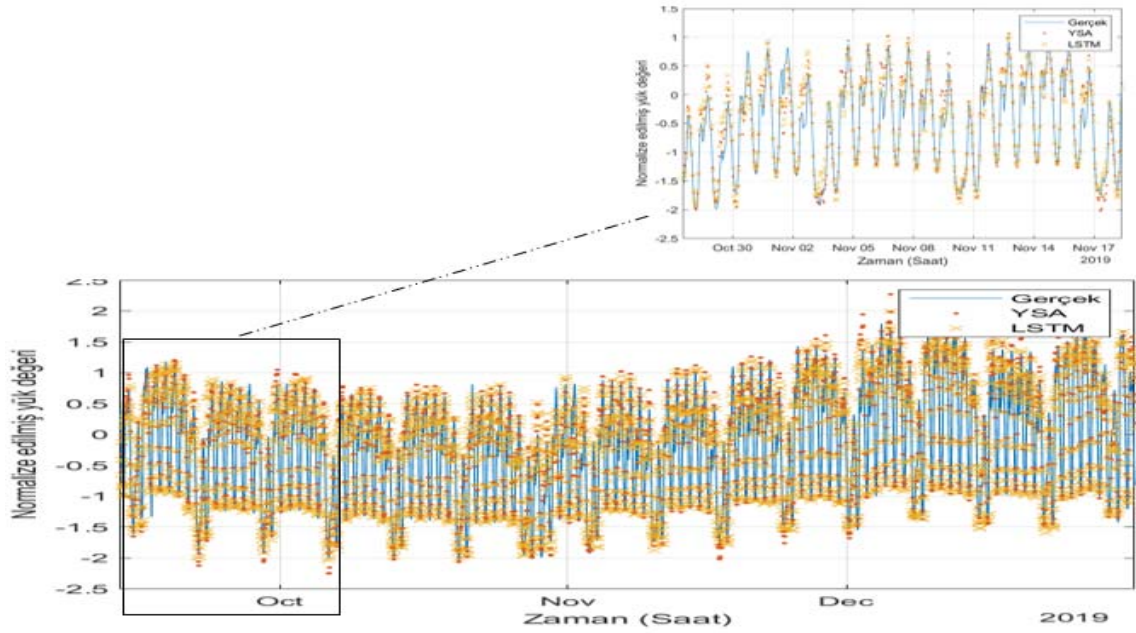 1.5
1
0.5
0
-0.5
-1
-1.5
-2
-2.5
Normalize edilmiş yük değeri
Gerçek
YSA
LSTM
Oct 30 Nov 02 Nov 05 Nov 08 Nov 11 Nov 14 Nov 17
Zaman (Saat) 2019
2.5
2
1.5
1
0.5
0
-0.5
-1
-1.5
-2
-2.5
Normalize edilmiş yük değeri
Gerçek
YSA
LSTM
Oct Nov Dec
Zaman (Saat) 2019